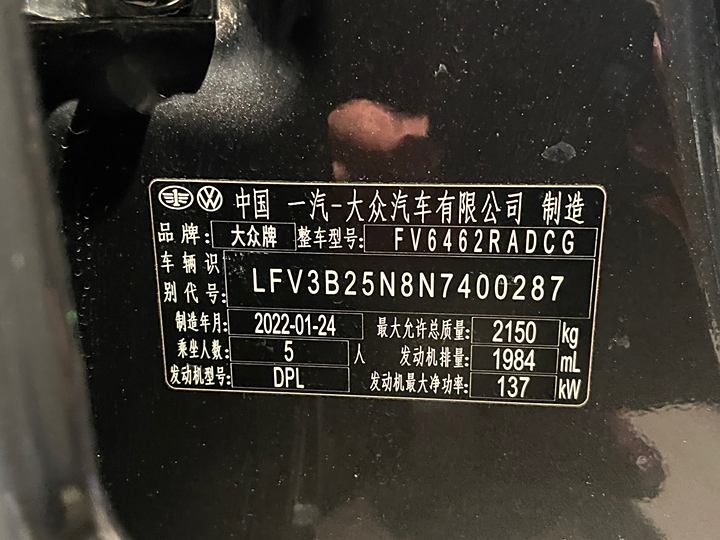 中国 一汽-大众汽车有限公司 制造
品牌: 大众牌 整车型号: FV6462RADCG
车辆识别代号: LFV3B25N8N7400287
制造年月: 2022-01-24 最大允许总质量: 2150 kg
乘坐人数: 5 人 发动机排量: 1984 mL
发动机型号: DPL 发动机最大净功率: 137 kW